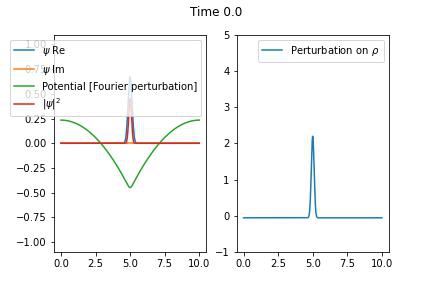 Time 0.0
ψ Re
ψ Im
Potential [Fourier perturbation]
|ψ|²
1.00
0.75
0.50
0.25
0.00
−0.25
−0.50
−0.75
−1.00
0.0 2.5 5.0 7.5 10.0
Perturbation on ρ
5
4
3
2
1
0
−1
0.0 2.5 5.0 7.5 10.0